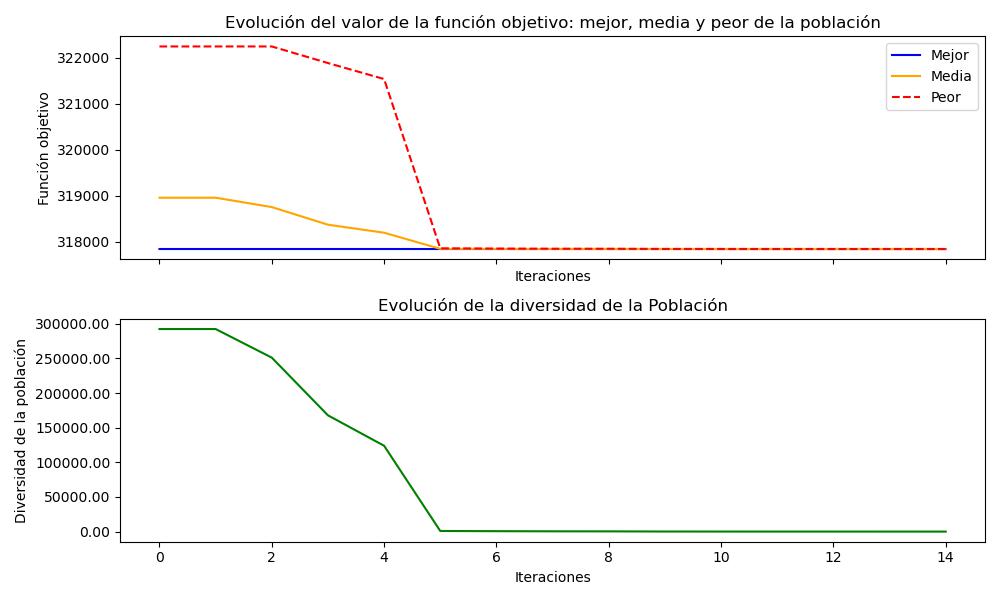 Evolución del valor de la función objetivo: mejor, media y peor de la población
Función objetivo
322000
321000
320000
319000
318000
Mejor
Media
Peor
Iteraciones
Evolución de la diversidad de la Población
Diversidad de la población
300000.00
250000.00
200000.00
150000.00
100000.00
50000.00
0.00
0 2 4 6 8 10 12 14
Iteraciones